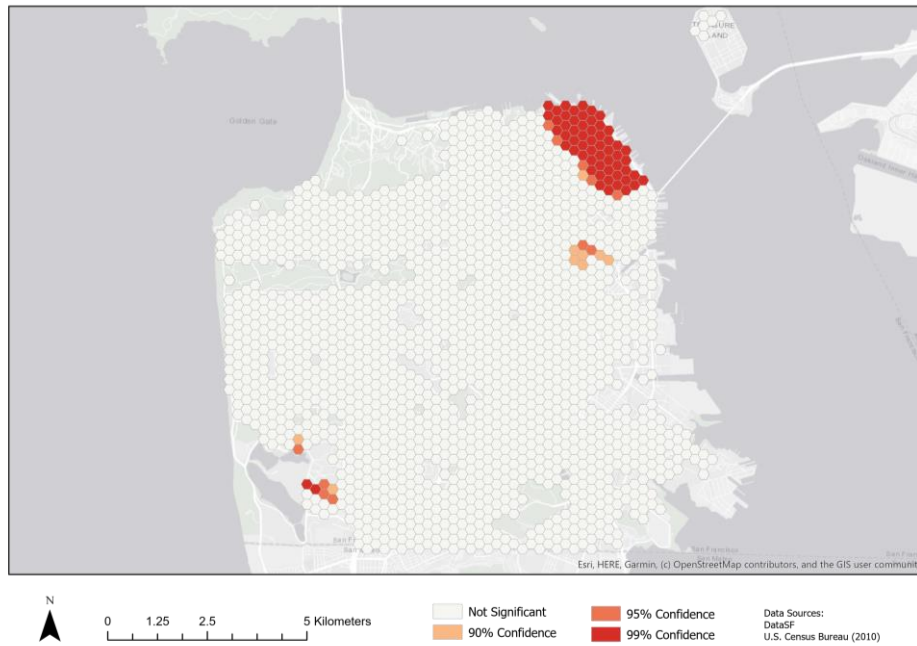 Golden Gate
Esri, HERE, Garmin, (c) OpenStreetMap contributors, and the GIS user communit
N
0 1.25 2.5 5 Kilometers
Not Significant
90% Confidence
95% Confidence
99% Confidence
Data Sources:
DataSF
U.S. Census Bureau (2010)